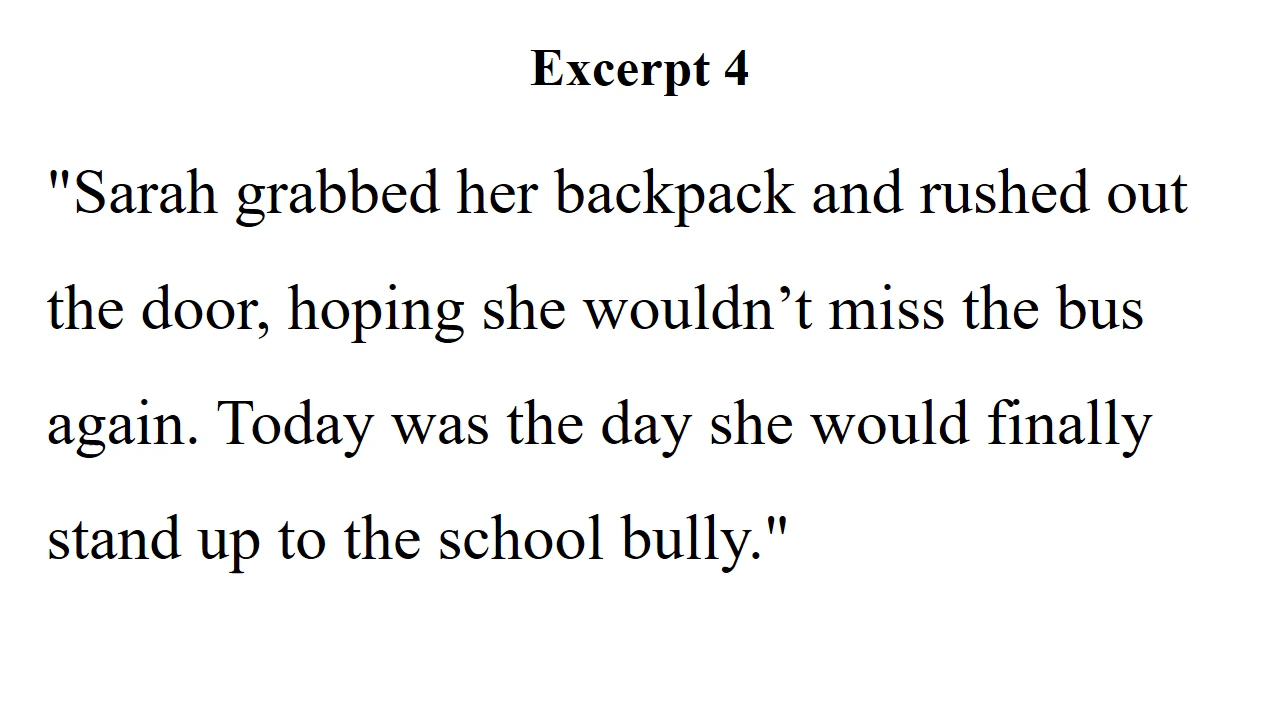 Excerpt 4
"Sarah grabbed her backpack and rushed out
the door, hoping she wouldn’t miss the bus
again. Today was the day she would finally
stand up to the school bully."